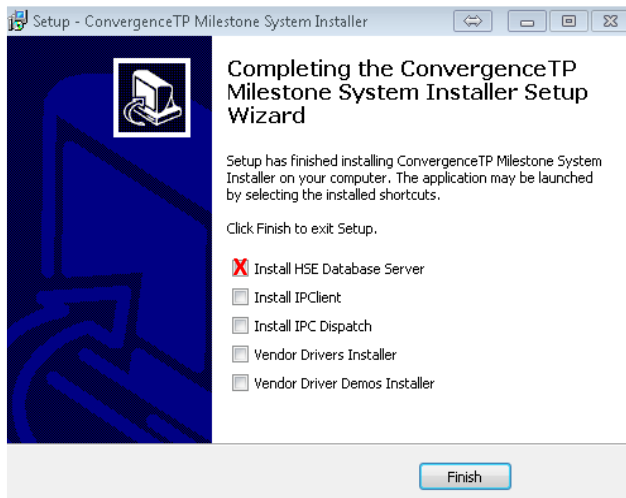 Setup - ConvergenceTP Milestone System Installer
Completing the ConvergenceTP
Milestone System Installer Setup
Wizard
Setup has finished installing ConvergenceTP Milestone System
Installer on your computer. The application may be launched
by selecting the installed shortcuts.
Click Finish to exit Setup.
Install HSE Database Server
Install IPClient
Install IPC Dispatch
Vendor Drivers Installer
Vendor Driver Demos Installer
Finish